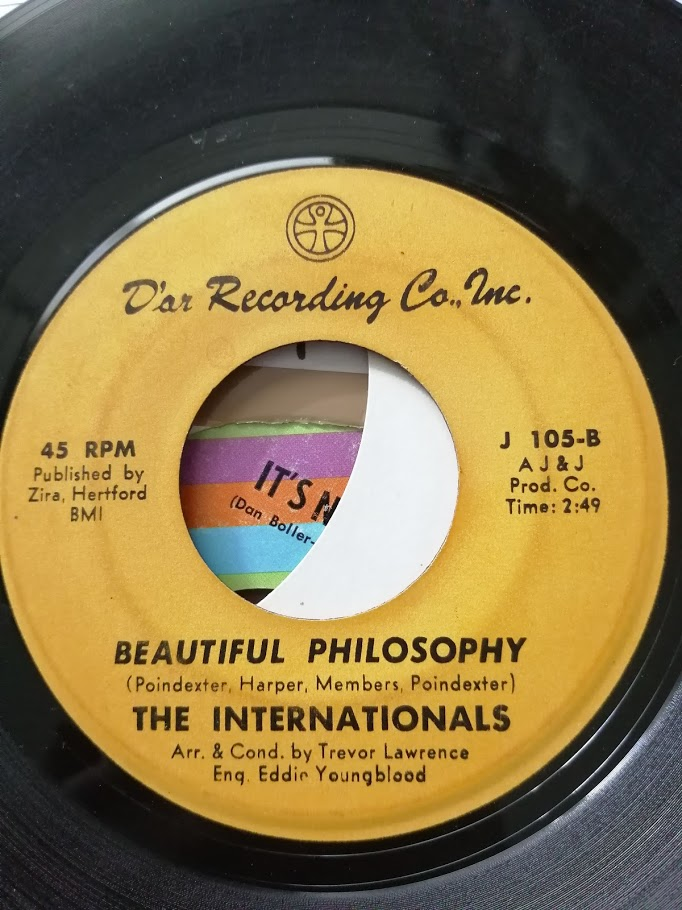 D'or Recording Co., Inc.
45 RPM
Published by
Zira, Hertford
BMI
J 105-B
A J & J
Prod. Co.
Time: 2:49
IT'S N
(Dan Boller-
BEAUTIFUL PHILOSOPHY
(Poindexter, Harper, Members, Poindexter)
THE INTERNATIONALS
Arr. & Cond. by Trevor Lawrence
Eng. Eddie Youngblood